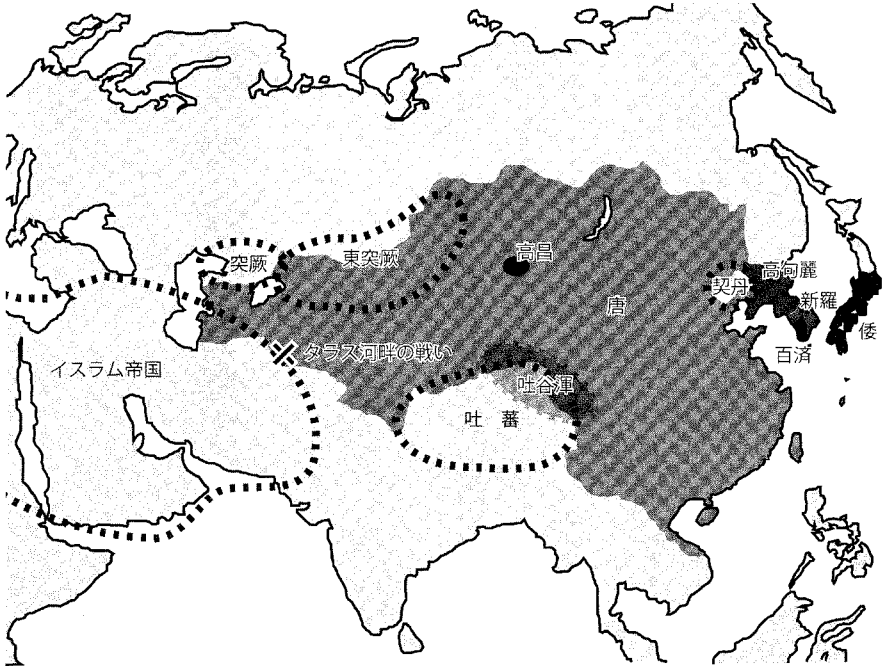 突厥
東突厥
高昌
高句麗
契丹
新羅
唐
倭
百済
タラス河畔の戦い
イスラム帝国
吐谷渾
吐 蕃